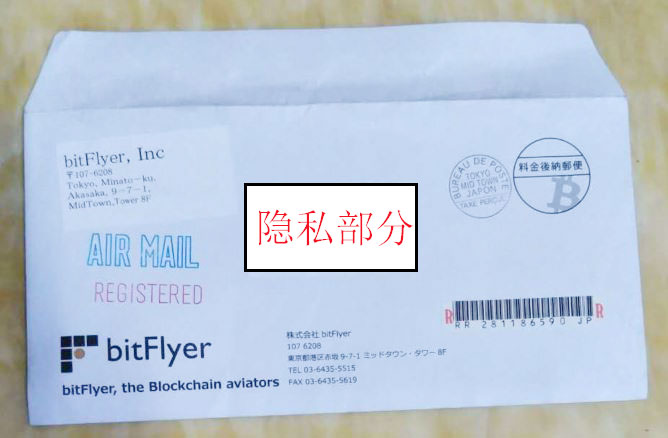 bitFlyer, Inc
〒107-6208
Tokyo, Minato-ku,
Akasaka, 9-7-1,
MidTown,Tower 8F
AIR MAIL
REGISTERED
隐私部分
BUREAU DE POSTE
TOKYO
MID TOWN
JAPON
TAXE PERCUE
料金後納郵便
R R
RR 281186590 JP
bitFlyer
bitFlyer, the Blockchain aviators
株式会社 bitFlyer
107 6208
東京都港区赤坂 9-7-1 ミッドタウン・タワー 8F
TEL 03-6435-5515
FAX 03-6435-5619